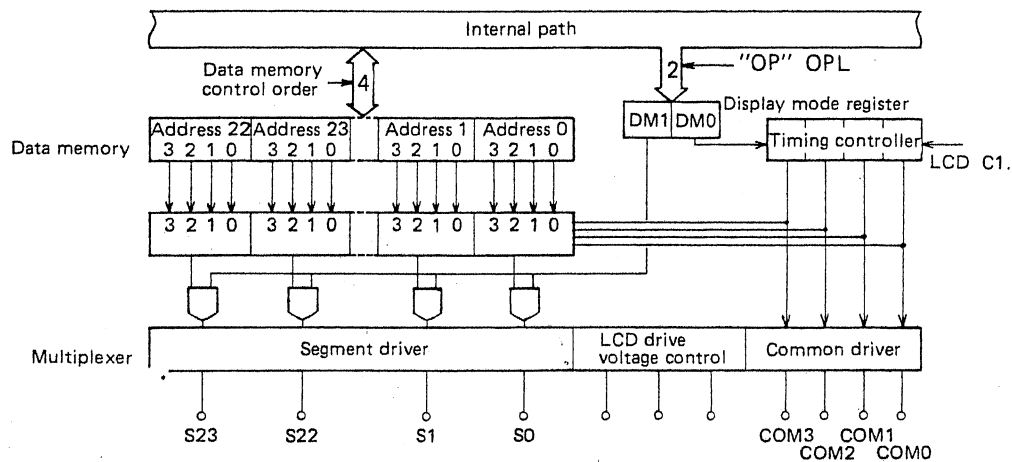 Internal path
Data memory
control order
4
2
"OP" OPL
Display mode register
DM1 DM0
Timing controller
LCD C1.
Data memory
Address 22 Address 23 Address 1 Address 0
3 2 1 0 3 2 1 0 3 2 1 0 3 2 1 0
3 2 1 0 3 2 1 0 3 2 1 0 3 2 1 0
Multiplexer
Segment driver
LCD drive
voltage control
Common driver
S23 S22 S1 S0
COM3 COM1
COM2 COM0